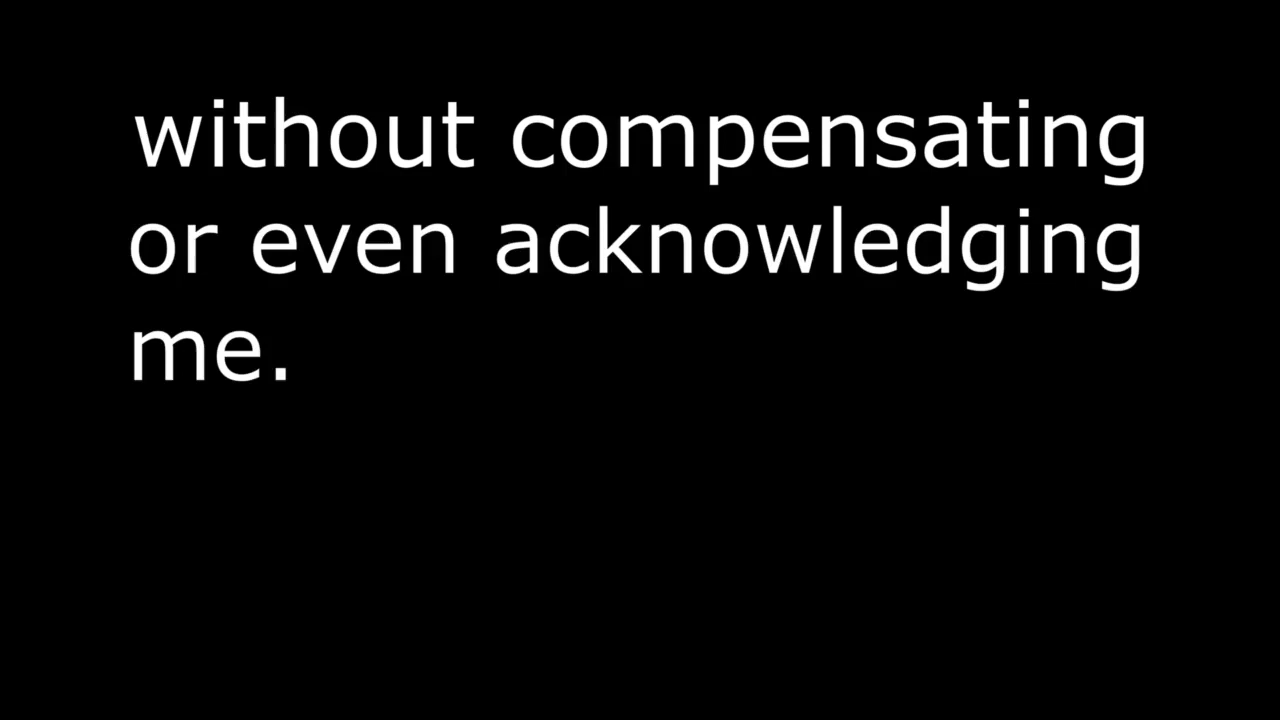 without compensating
or even acknowledging
me.